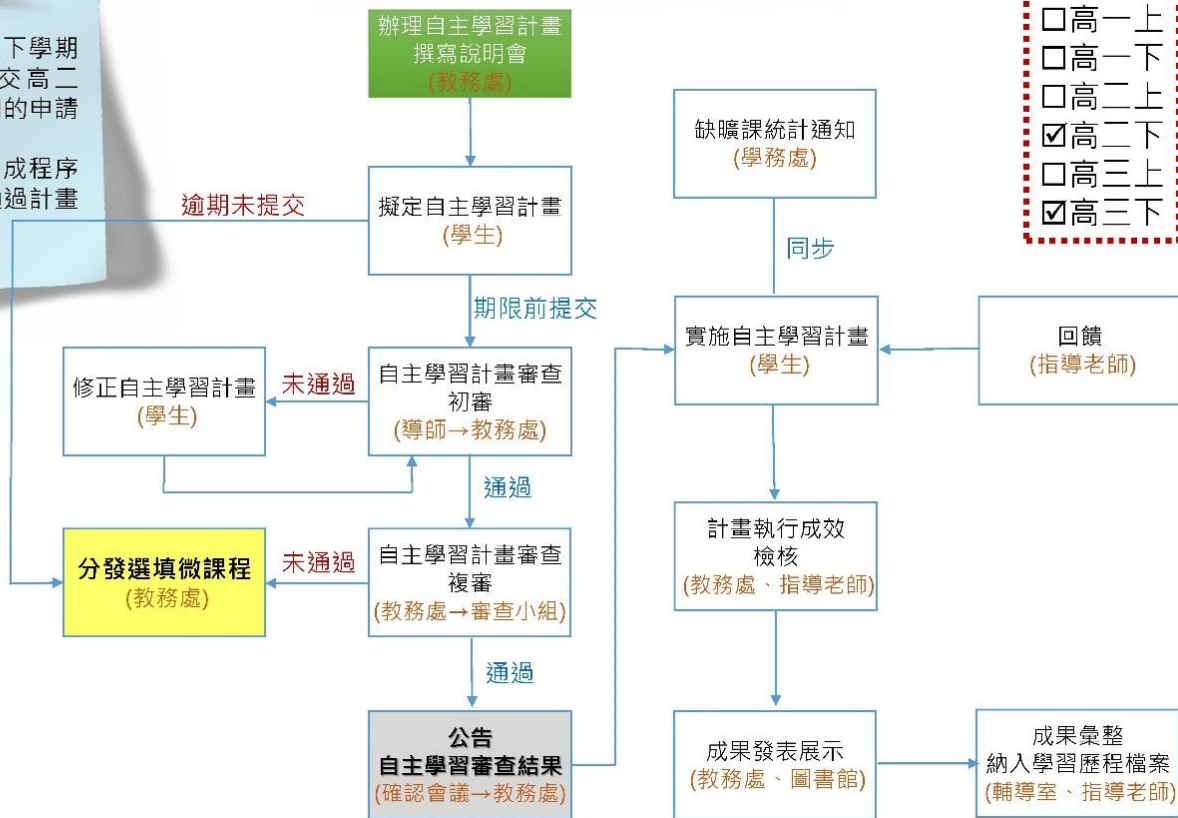 下學期
交高二
的申請
成程序
過計畫
辦理自主學習計畫
撰寫說明會
(教務處)
□高一上
□高一下
□高二上
☑高二下
□高三上
☑高三下
缺曠課統計通知
(學務處)
逾期未提交
擬定自主學習計畫
(學生)
同步
期限前提交
實施自主學習計畫
(學生)
回饋
(指導老師)
修正自主學習計畫
(學生)
未通過
自主學習計畫審查
初審
(導師→教務處)
通過
計畫執行成效
檢核
(教務處、指導老師)
分發選填微課程
(教務處)
未通過
自主學習計畫審查
複審
(教務處→審查小組)
通過
公告
自主學習審查結果
(確認會議→教務處)
成果發表展示
(教務處、圖書館)
成果彙整
納入學習歷程檔案
(輔導室、指導老師)